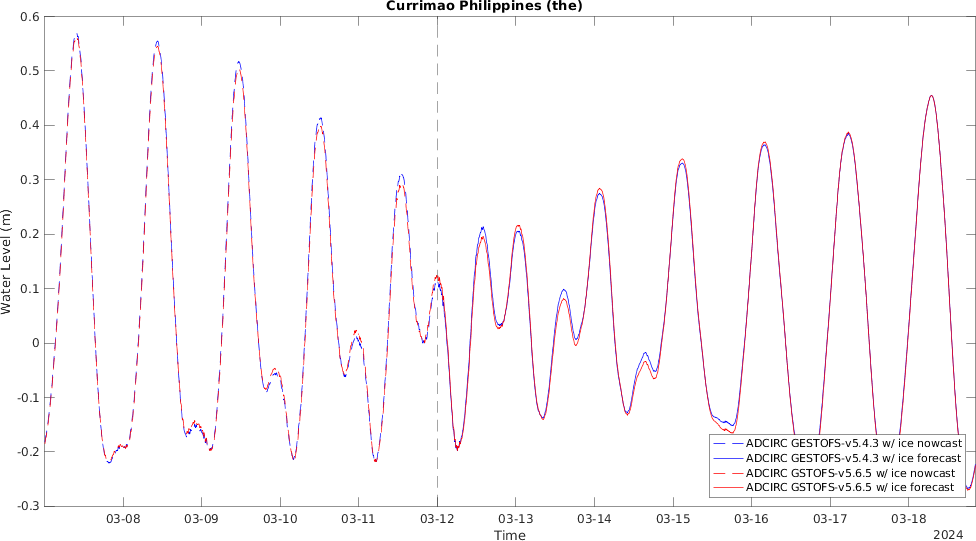 Currimao Philippines (the)
0.6
0.5
0.4
0.3
0.2
0.1
0
-0.1
-0.2
-0.3
Water Level (m)
03-08 03-09 03-10 03-11 03-12 03-13 03-14 03-15 03-16 03-17 03-18
Time
2024
ADCIRC GESTOFS-v5.4.3 w/ ice nowcast
ADCIRC GESTOFS-v5.4.3 w/ ice forecast
ADCIRC GSTOFS-v5.6.5 w/ ice nowcast
ADCIRC GSTOFS-v5.6.5 w/ ice forecast